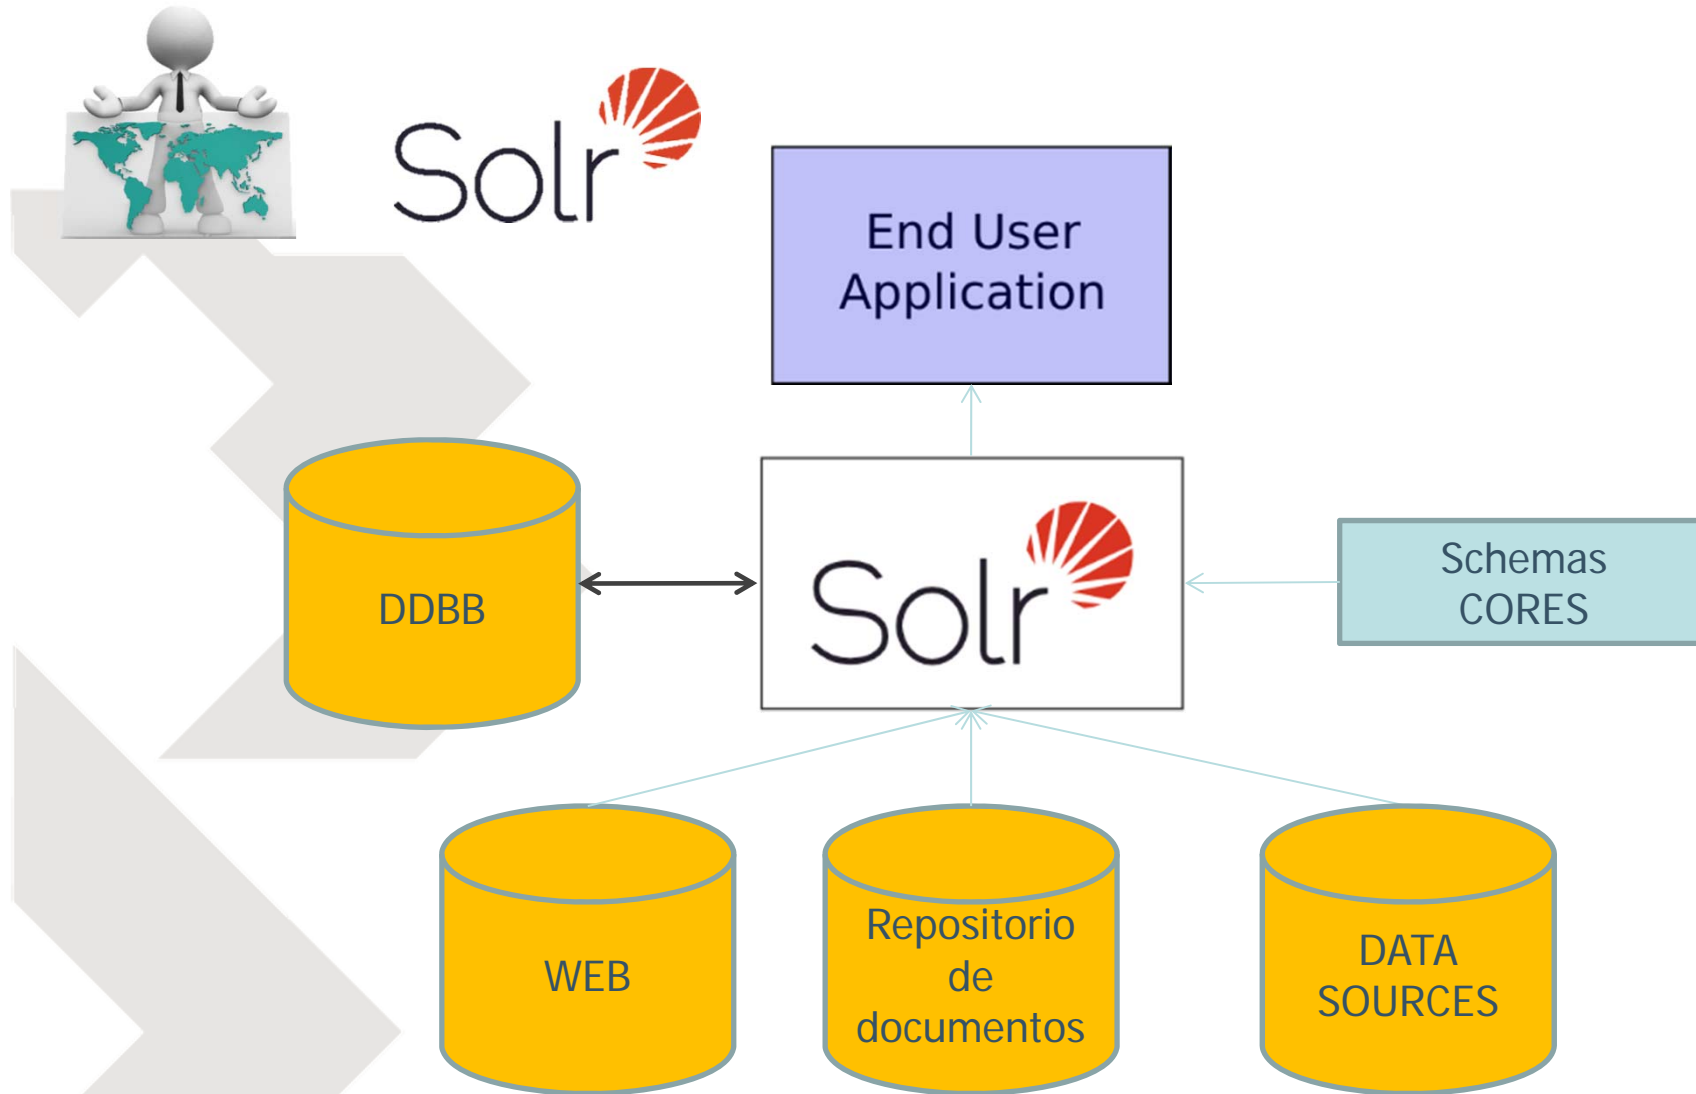 Solr
End User
Application
DDBB
Solr
Schemas
CORES
WEB
Repositorio
de
documentos
DATA
SOURCES